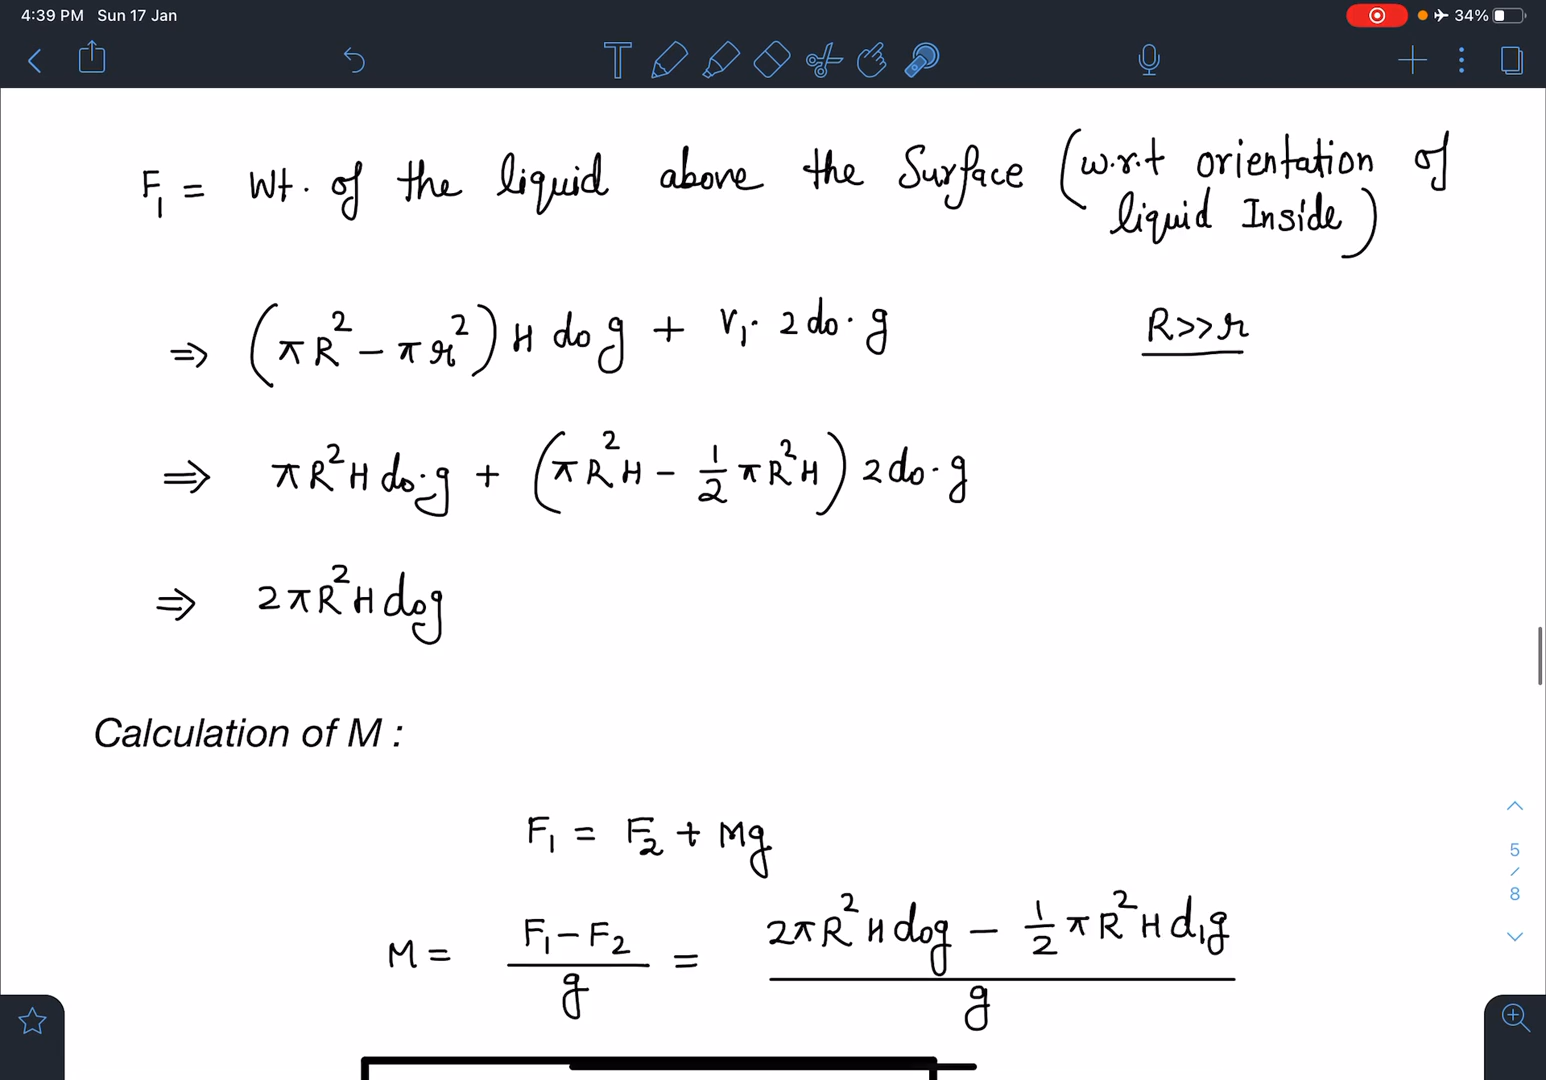 4:39 PM Sun 17 Jan
34%
F₁ = Wt. of the liquid above the Surface (w.r.t orientation of
liquid Inside)
⇒ (πR² − πr²) H d₀ g + V₁. 2d₀. g
R>>r
⇒ πR²H d₀.g + (πR²H − 1/2 πR²H) 2d₀.g
⇒ 2πR²H d₀g
Calculation of M :
F₁ = F₂ + Mg
M = (F₁−F₂)/g = (2πR²H d₀g − 1/2 πR²H d₁g)/g
5
/
8